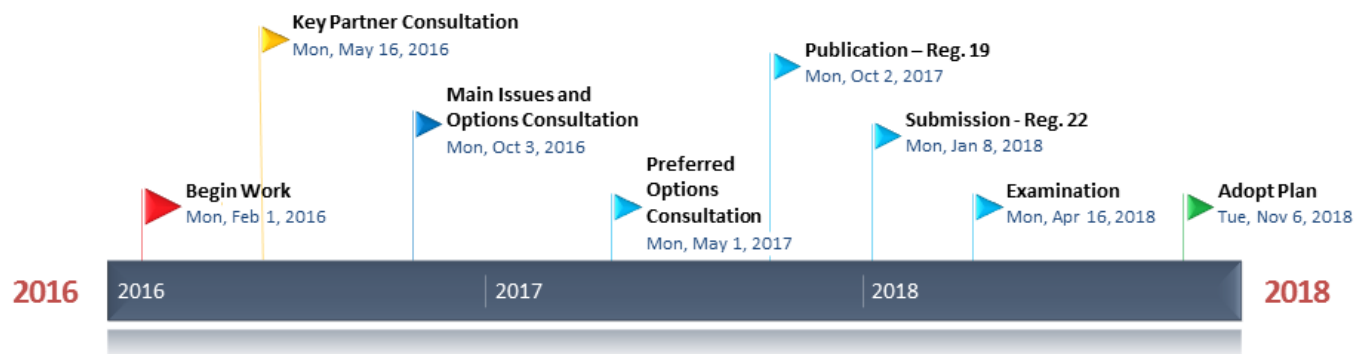 Key Partner Consultation
Mon, May 16, 2016
Publication – Reg. 19
Mon, Oct 2, 2017
Main Issues and
Options Consultation
Mon, Oct 3, 2016
Submission - Reg. 22
Mon, Jan 8, 2018
Preferred
Options
Consultation
Mon, May 1, 2017
Begin Work
Mon, Feb 1, 2016
Examination
Mon, Apr 16, 2018
Adopt Plan
Tue, Nov 6, 2018
2016
2016
2017
2018
2018